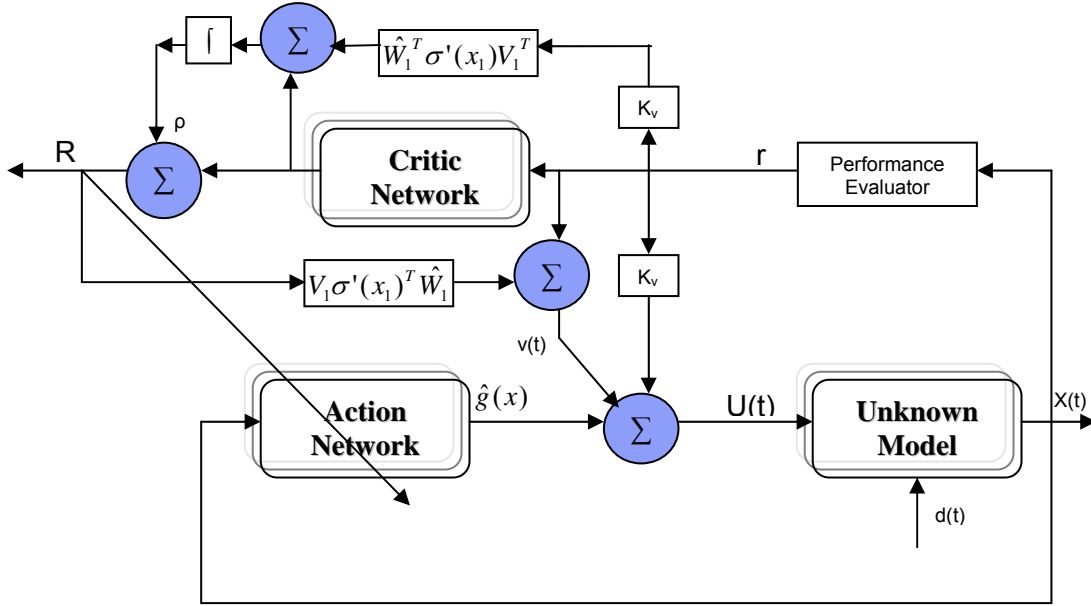 ⌠
Σ
Ŵ₁ᵀσ'(x₁)V₁ᵀ
Kᵥ
ρ
R
Σ
Critic
Network
r
Performance
Evaluator
V₁σ'(x₁)ᵀŴ₁
Σ
Kᵥ
v(t)
Action
Network
ĝ(x)
Σ
U(t)
Unknown
Model
X(t)
d(t)